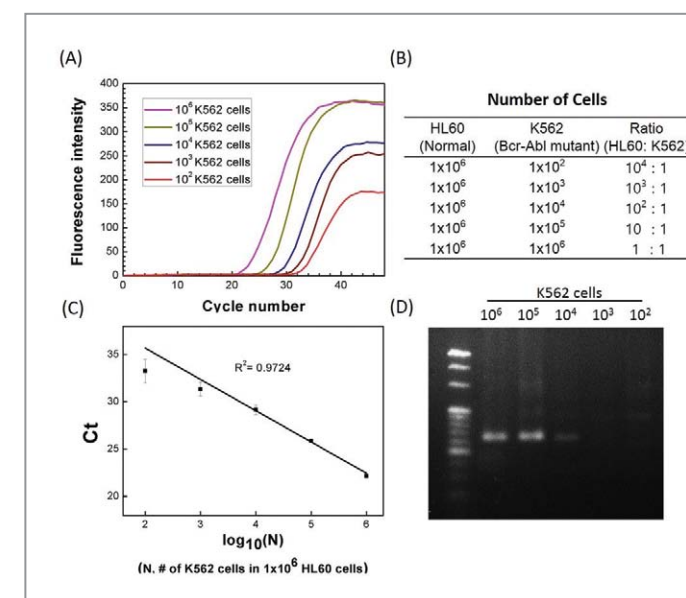 (A)
Fluorescence intensity
400
350
300
250
200
150
100
50
0
10⁶ K562 cells
10⁵ K562 cells
10⁴ K562 cells
10³ K562 cells
10² K562 cells
0 10 20 30 40
Cycle number
(B)
Number of Cells
HL60 K562 Ratio
(Normal) (Bcr-Abl mutant) (HL60: K562)
1x10⁶ 1x10² 10⁴ : 1
1x10⁶ 1x10³ 10³ : 1
1x10⁶ 1x10⁴ 10² : 1
1x10⁶ 1x10⁵ 10 : 1
1x10⁶ 1x10⁶ 1 : 1
(C)
Ct
35
30
25
20
R²= 0.9724
2 3 4 5 6
log₁₀(N)
(N, # of K562 cells in 1x10⁶ HL60 cells)
(D)
K562 cells
10⁶ 10⁵ 10⁴ 10³ 10²